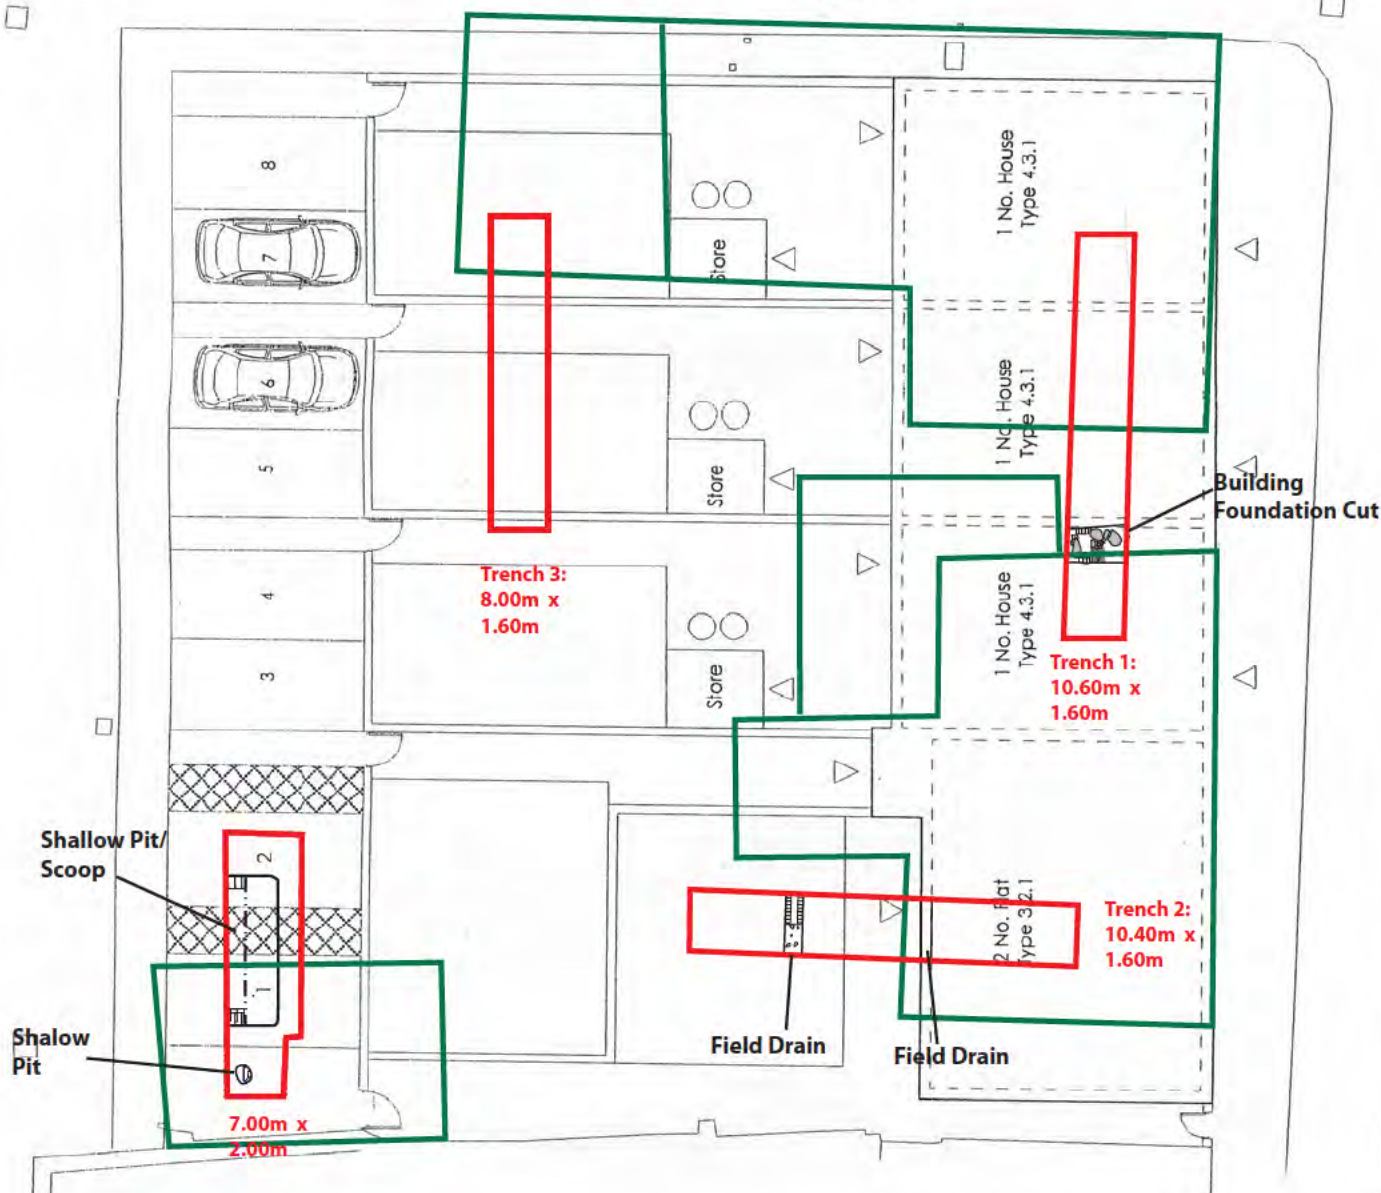 8
7
6
5
4
3
2
1
1 No. House
Type 4.3.1
1 No. House
Type 4.3.1
1 No. House
Type 4.3.1
2 No. Flat
Type 3.2.1
Store
Store
Store
Building
Foundation Cut
Trench 3:
8.00m x
1.60m
Trench 1:
10.60m x
1.60m
Shallow Pit/
Scoop
Trench 2:
10.40m x
1.60m
Shalow
Pit
Field Drain
Field Drain
7.00m x
2.00m